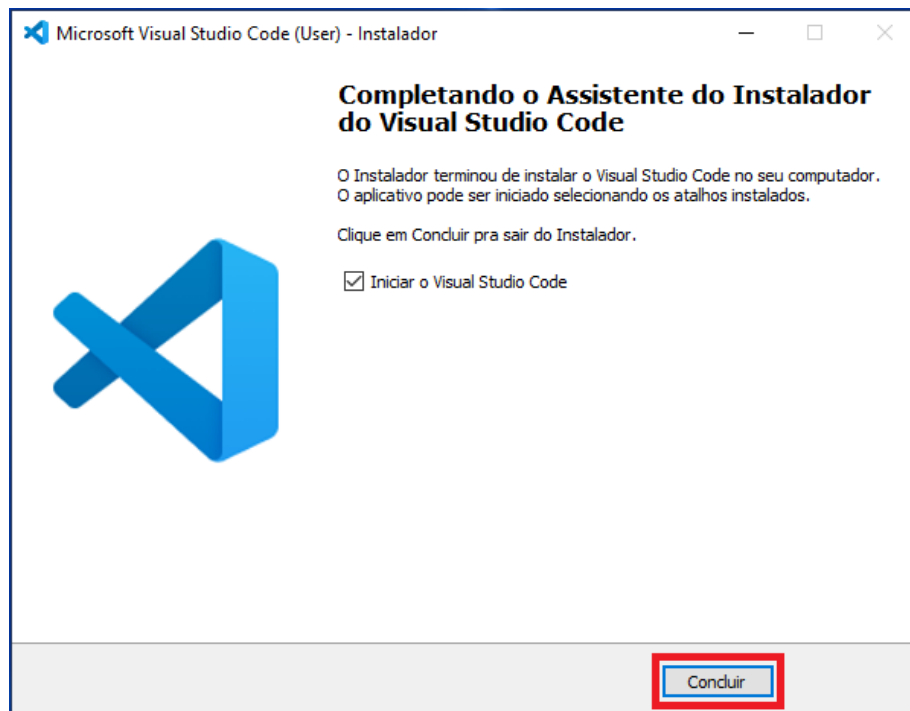 Microsoft Visual Studio Code (User) - Instalador
Completando o Assistente do Instalador
do Visual Studio Code
O Instalador terminou de instalar o Visual Studio Code no seu computador.
O aplicativo pode ser iniciado selecionando os atalhos instalados.
Clique em Concluir pra sair do Instalador.
Iniciar o Visual Studio Code
Concluir